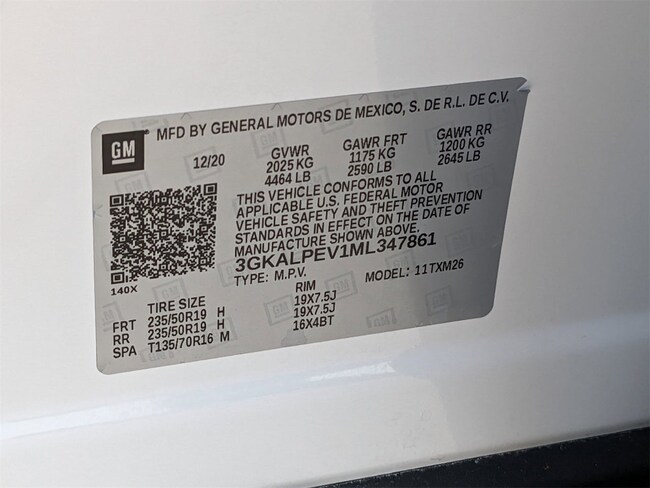 GM MFD BY GENERAL MOTORS DE MEXICO, S. DE R.L. DE C.V.
12/20 GVWR GAWR FRT GAWR RR
2025 KG 1175 KG 1200 KG
4464 LB 2590 LB 2645 LB
THIS VEHICLE CONFORMS TO ALL
APPLICABLE U.S. FEDERAL MOTOR
VEHICLE SAFETY AND THEFT PREVENTION
STANDARDS IN EFFECT ON THE DATE OF
MANUFACTURE SHOWN ABOVE.
3GKALPEV1ML347861
140X TYPE: M.P.V. MODEL: 11TXM26
TIRE SIZE RIM
FRT 235/50R19 H 19X7.5J
RR 235/50R19 H 19X7.5J
SPA T135/70R16 M 16X4BT